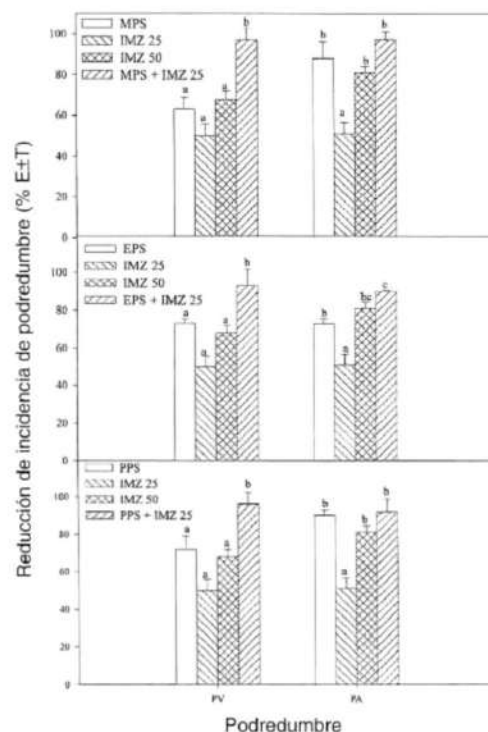 Reducción de incidencia de podredumbre (% E±T)
MPS
IMZ 25
IMZ 50
MPS + IMZ 25
100
80
60
40
20
0
a
a
a
b
b
a
b
b
EPS
IMZ 25
IMZ 50
EPS + IMZ 25
100
80
60
40
20
0
a
a
a
b
b
a
bc
c
PPS
IMZ 25
IMZ 50
PPS + IMZ 25
100
80
60
40
20
0
a
a
a
b
b
a
b
b
PV
PA
Podredumbre